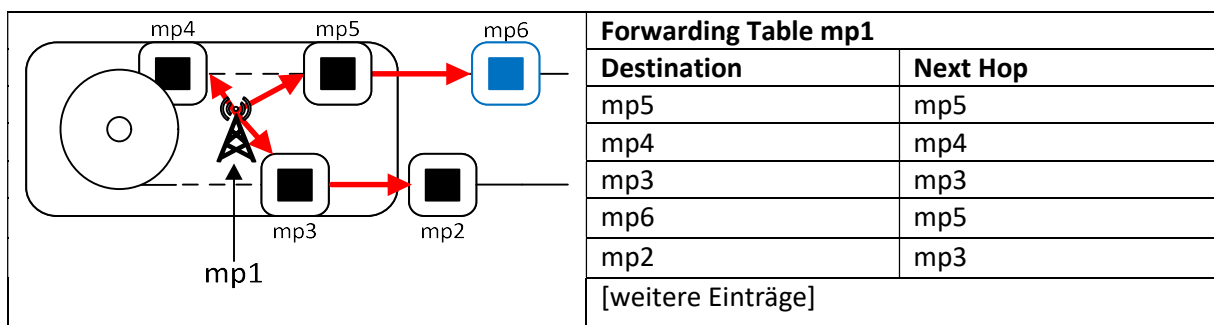 mp4
mp5
mp6
mp3
mp2
mp1
Forwarding Table mp1
Destination Next Hop
mp5 mp5
mp4 mp4
mp3 mp3
mp6 mp5
mp2 mp3
[weitere Einträge]